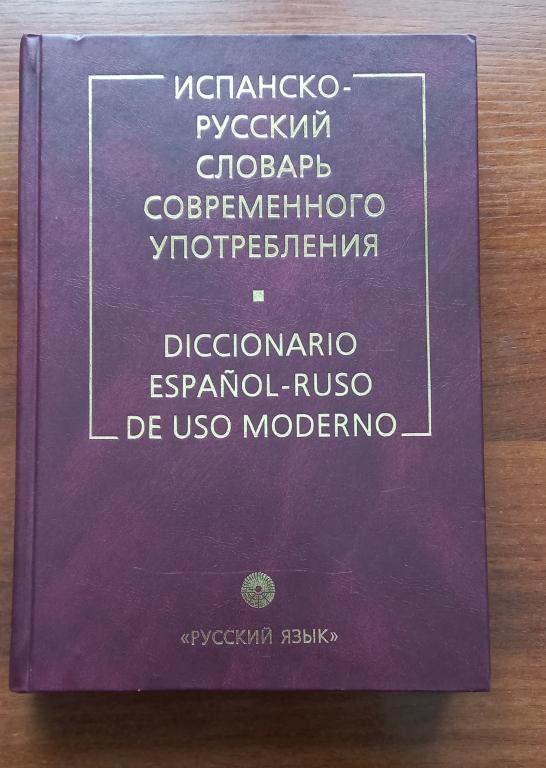 ИСПАНСКО-
РУССКИЙ
СЛОВАРЬ
СОВРЕМЕННОГО
УПОТРЕБЛЕНИЯ
DICCIONARIO
ESPAÑOL-RUSO
DE USO MODERNO
«РУССКИЙ ЯЗЫК»